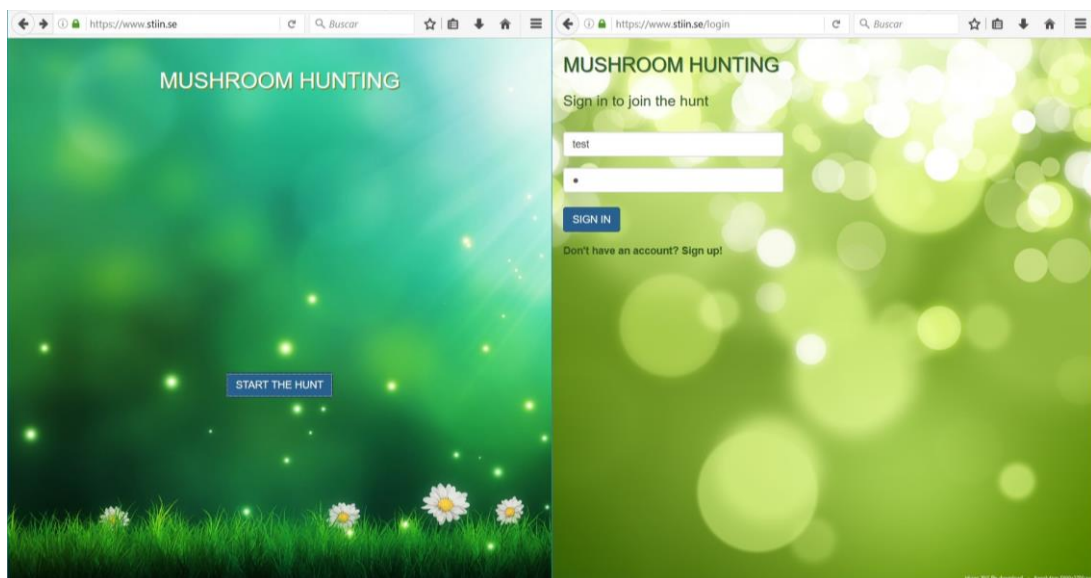 https://www.stiin.se
Buscar
MUSHROOM HUNTING
START THE HUNT
https://www.stiin.se/login
Buscar
MUSHROOM HUNTING
Sign in to join the hunt
test
SIGN IN
Don't have an account? Sign up!